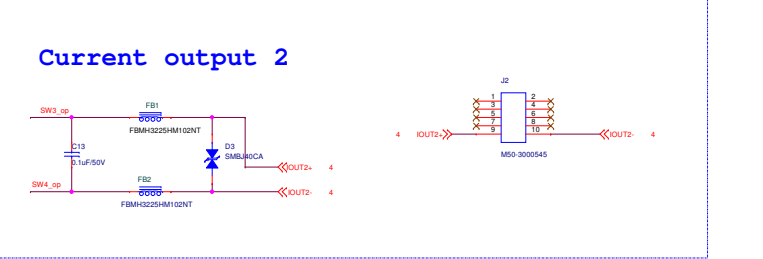 Current output 2
J2
1 2
3 4
5 6
7 8
9 10
4 IOUT2+ IOUT2- 4
M50-3000545
SW3_op
FB1
FBMH3225HM102NT
C13
0.1uF/50V
D3
SMBJ40CA
IOUT2+ 4
SW4_op
FB2
IOUT2- 4
FBMH3225HM102NT